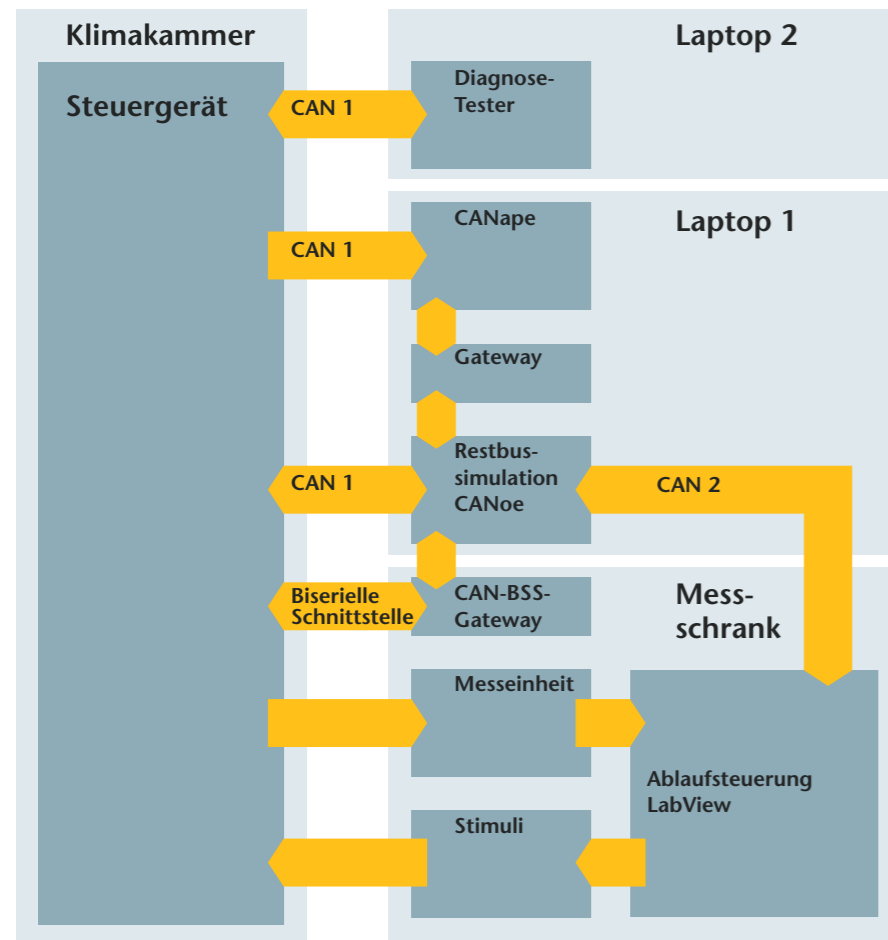 Klimakammer
Steuergerät
Laptop 2
CAN 1
Diagnose-
Tester
Laptop 1
CAN 1
CANape
Gateway
CAN 1
Restbus-
simulation
CANoe
CAN 2
Mess-
schrank
Biserielle
Schnittstelle
CAN-BSS-
Gateway
Messeinheit
Ablaufsteuerung
LabView
Stimuli